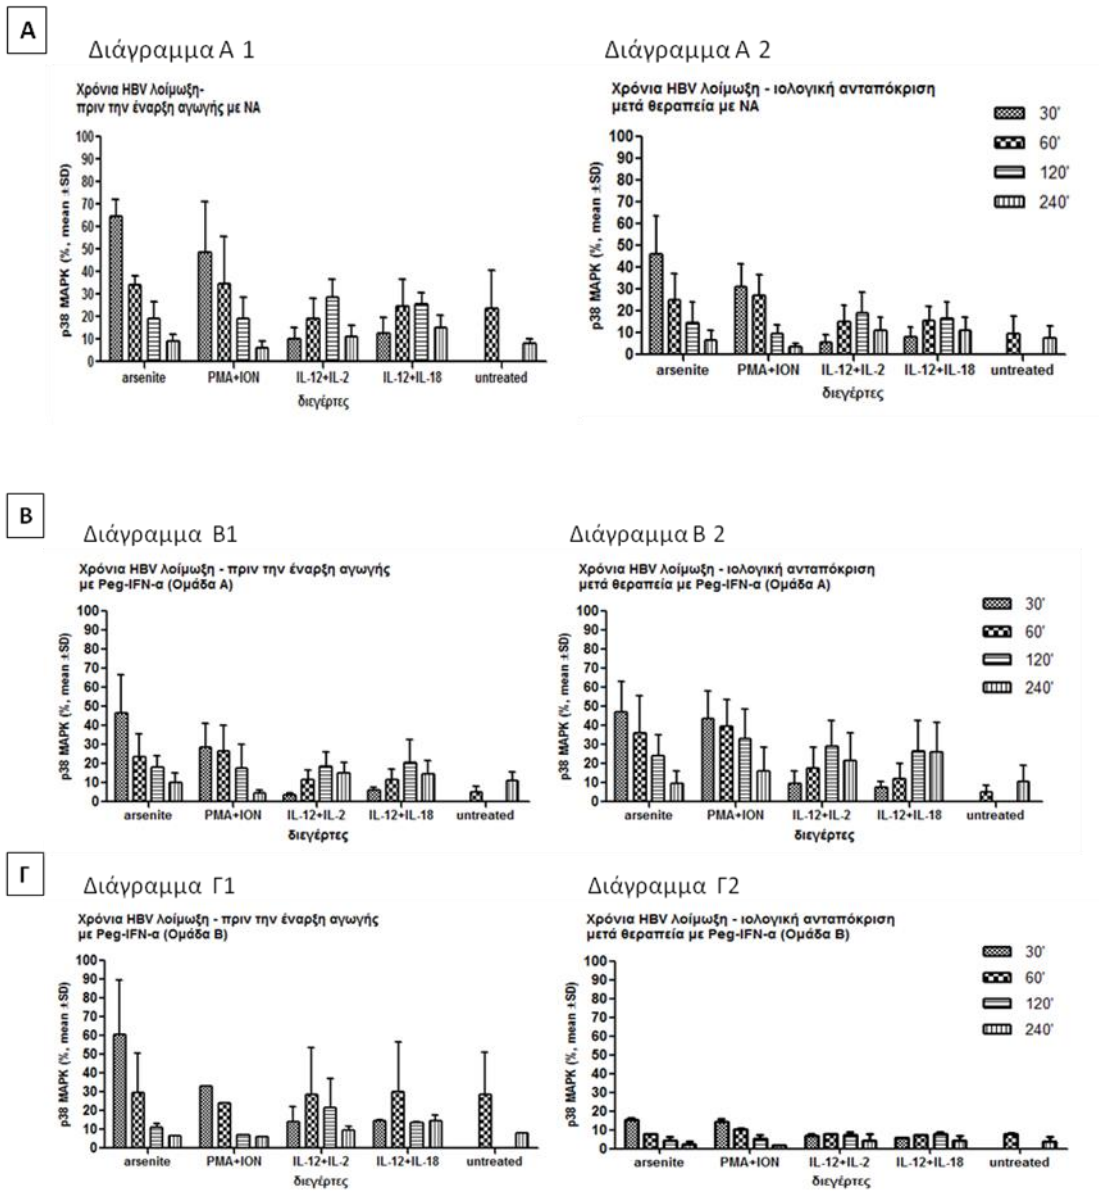 A
Διάγραμμα Α 1
Διάγραμμα Α 2
Χρόνια HBV λοίμωξη-
πριν την έναρξη αγωγής με NA
Χρόνια HBV λοίμωξη - ιολογική ανταπόκριση
μετά θεραπεία με NA
p38 MAPK (%, mean ±SD)
100
90
80
70
60
50
40
30
20
10
0
arsenite
PMA+ION
IL-12+IL-2
IL-12+IL-18
untreated
διεγέρτες
p38 MAPK (%, mean ±SD)
100
90
80
70
60
50
40
30
20
10
0
arsenite
PMA+ION
IL-12+IL-2
IL-12+IL-18
untreated
διεγέρτες
30'
60'
120'
240'
B
Διάγραμμα Β1
Διάγραμμα Β 2
Χρόνια HBV λοίμωξη - πριν την έναρξη αγωγής
με Peg-IFN-α (Ομάδα Α)
Χρόνια HBV λοίμωξη - ιολογική ανταπόκριση
μετά θεραπεία με Peg-IFN-α (Ομάδα Α)
p38 MAPK (%, mean ±SD)
100
90
80
70
60
50
40
30
20
10
0
arsenite
PMA+ION
IL-12+IL-2
IL-12+IL-18
untreated
διεγέρτες
p38 MAPK (%, mean ±SD)
100
90
80
70
60
50
40
30
20
10
0
arsenite
PMA+ION
IL-12+IL-2
IL-12+IL-18
untreated
διεγέρτες
30'
60'
120'
240'
Γ
Διάγραμμα Γ1
Διάγραμμα Γ2
Χρόνια HBV λοίμωξη - πριν την έναρξη αγωγής
με Peg-IFN-α (Ομάδα Β)
Χρόνια HBV λοίμωξη - ιολογική ανταπόκριση
μετά θεραπεία με Peg-IFN-α (Ομάδα Β)
p38 MAPK (%, mean ±SD)
100
90
80
70
60
50
40
30
20
10
0
arsenite
PMA+ION
IL-12+IL-2
IL-12+IL-18
untreated
διεγέρτες
p38 MAPK (%, mean ±SD)
100
90
80
70
60
50
40
30
20
10
0
arsenite
PMA+ION
IL-12+IL-2
IL-12+IL-18
untreated
διεγέρτες
30'
60'
120'
240'